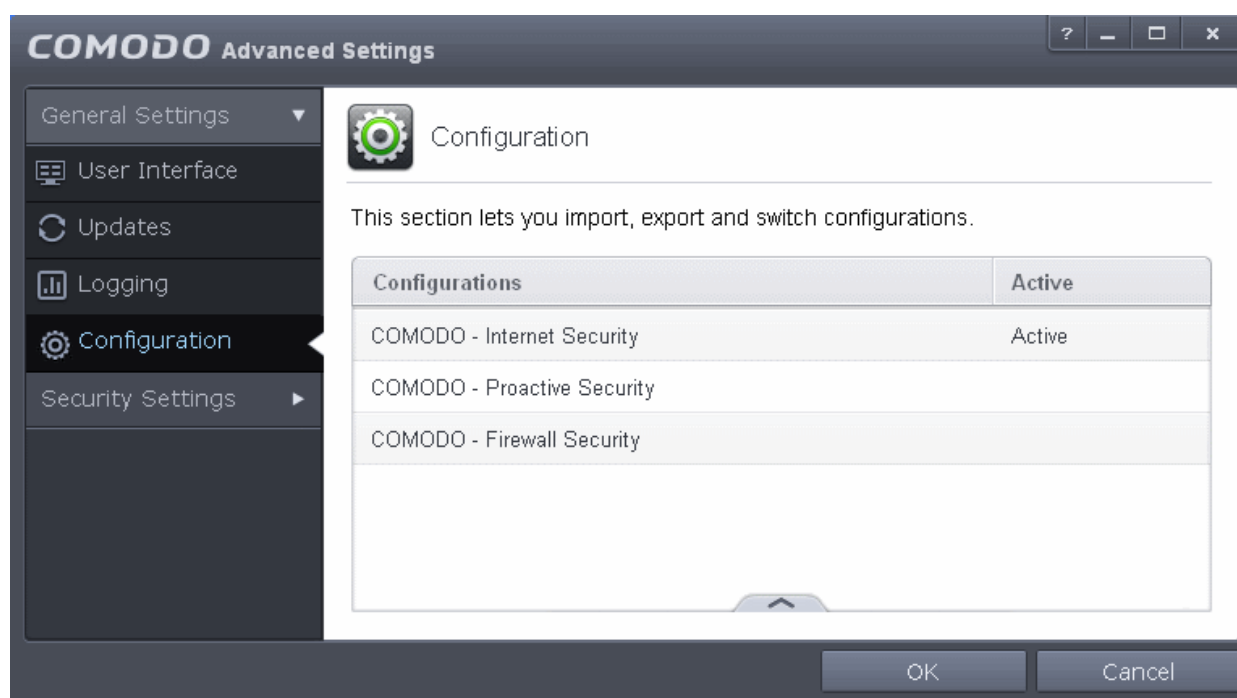 COMODO Advanced Settings
?
General Settings
User Interface
Updates
Logging
Configuration
Security Settings
Configuration
This section lets you import, export and switch configurations.
Configurations Active
COMODO - Internet Security Active
COMODO - Proactive Security
COMODO - Firewall Security
OK Cancel